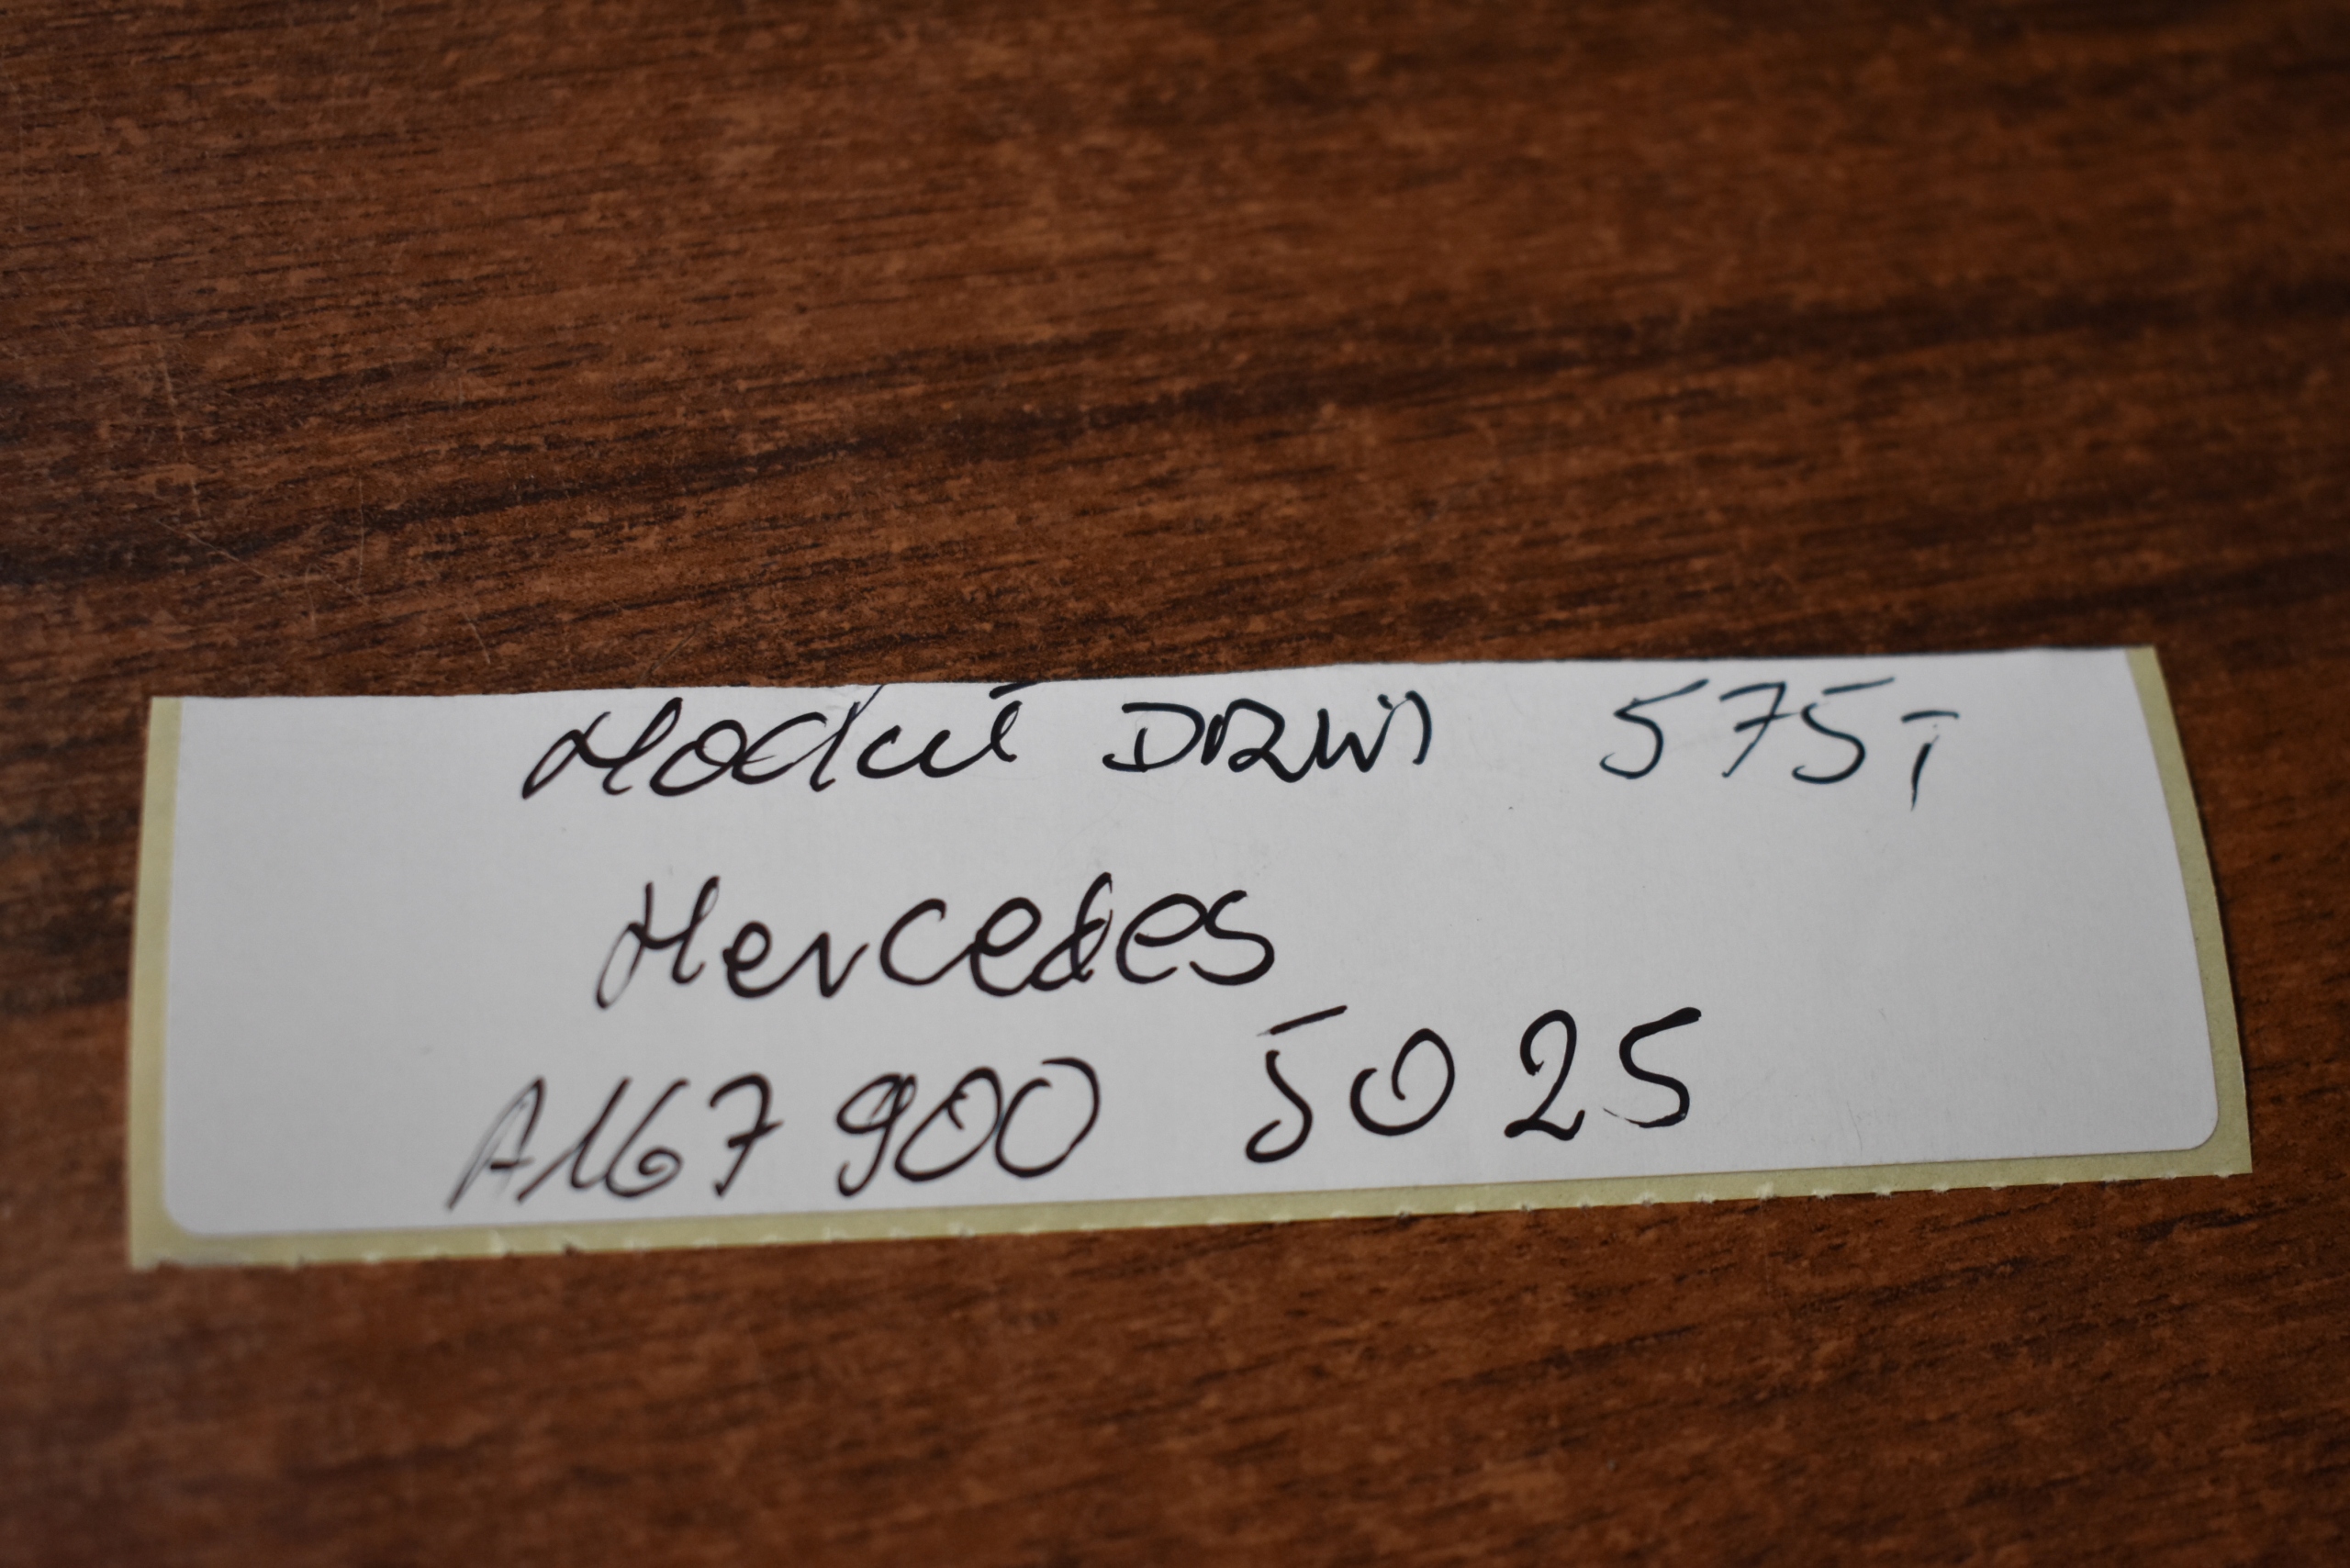 Moduł DRZWI 575T
Mercedes
A167 900 5025